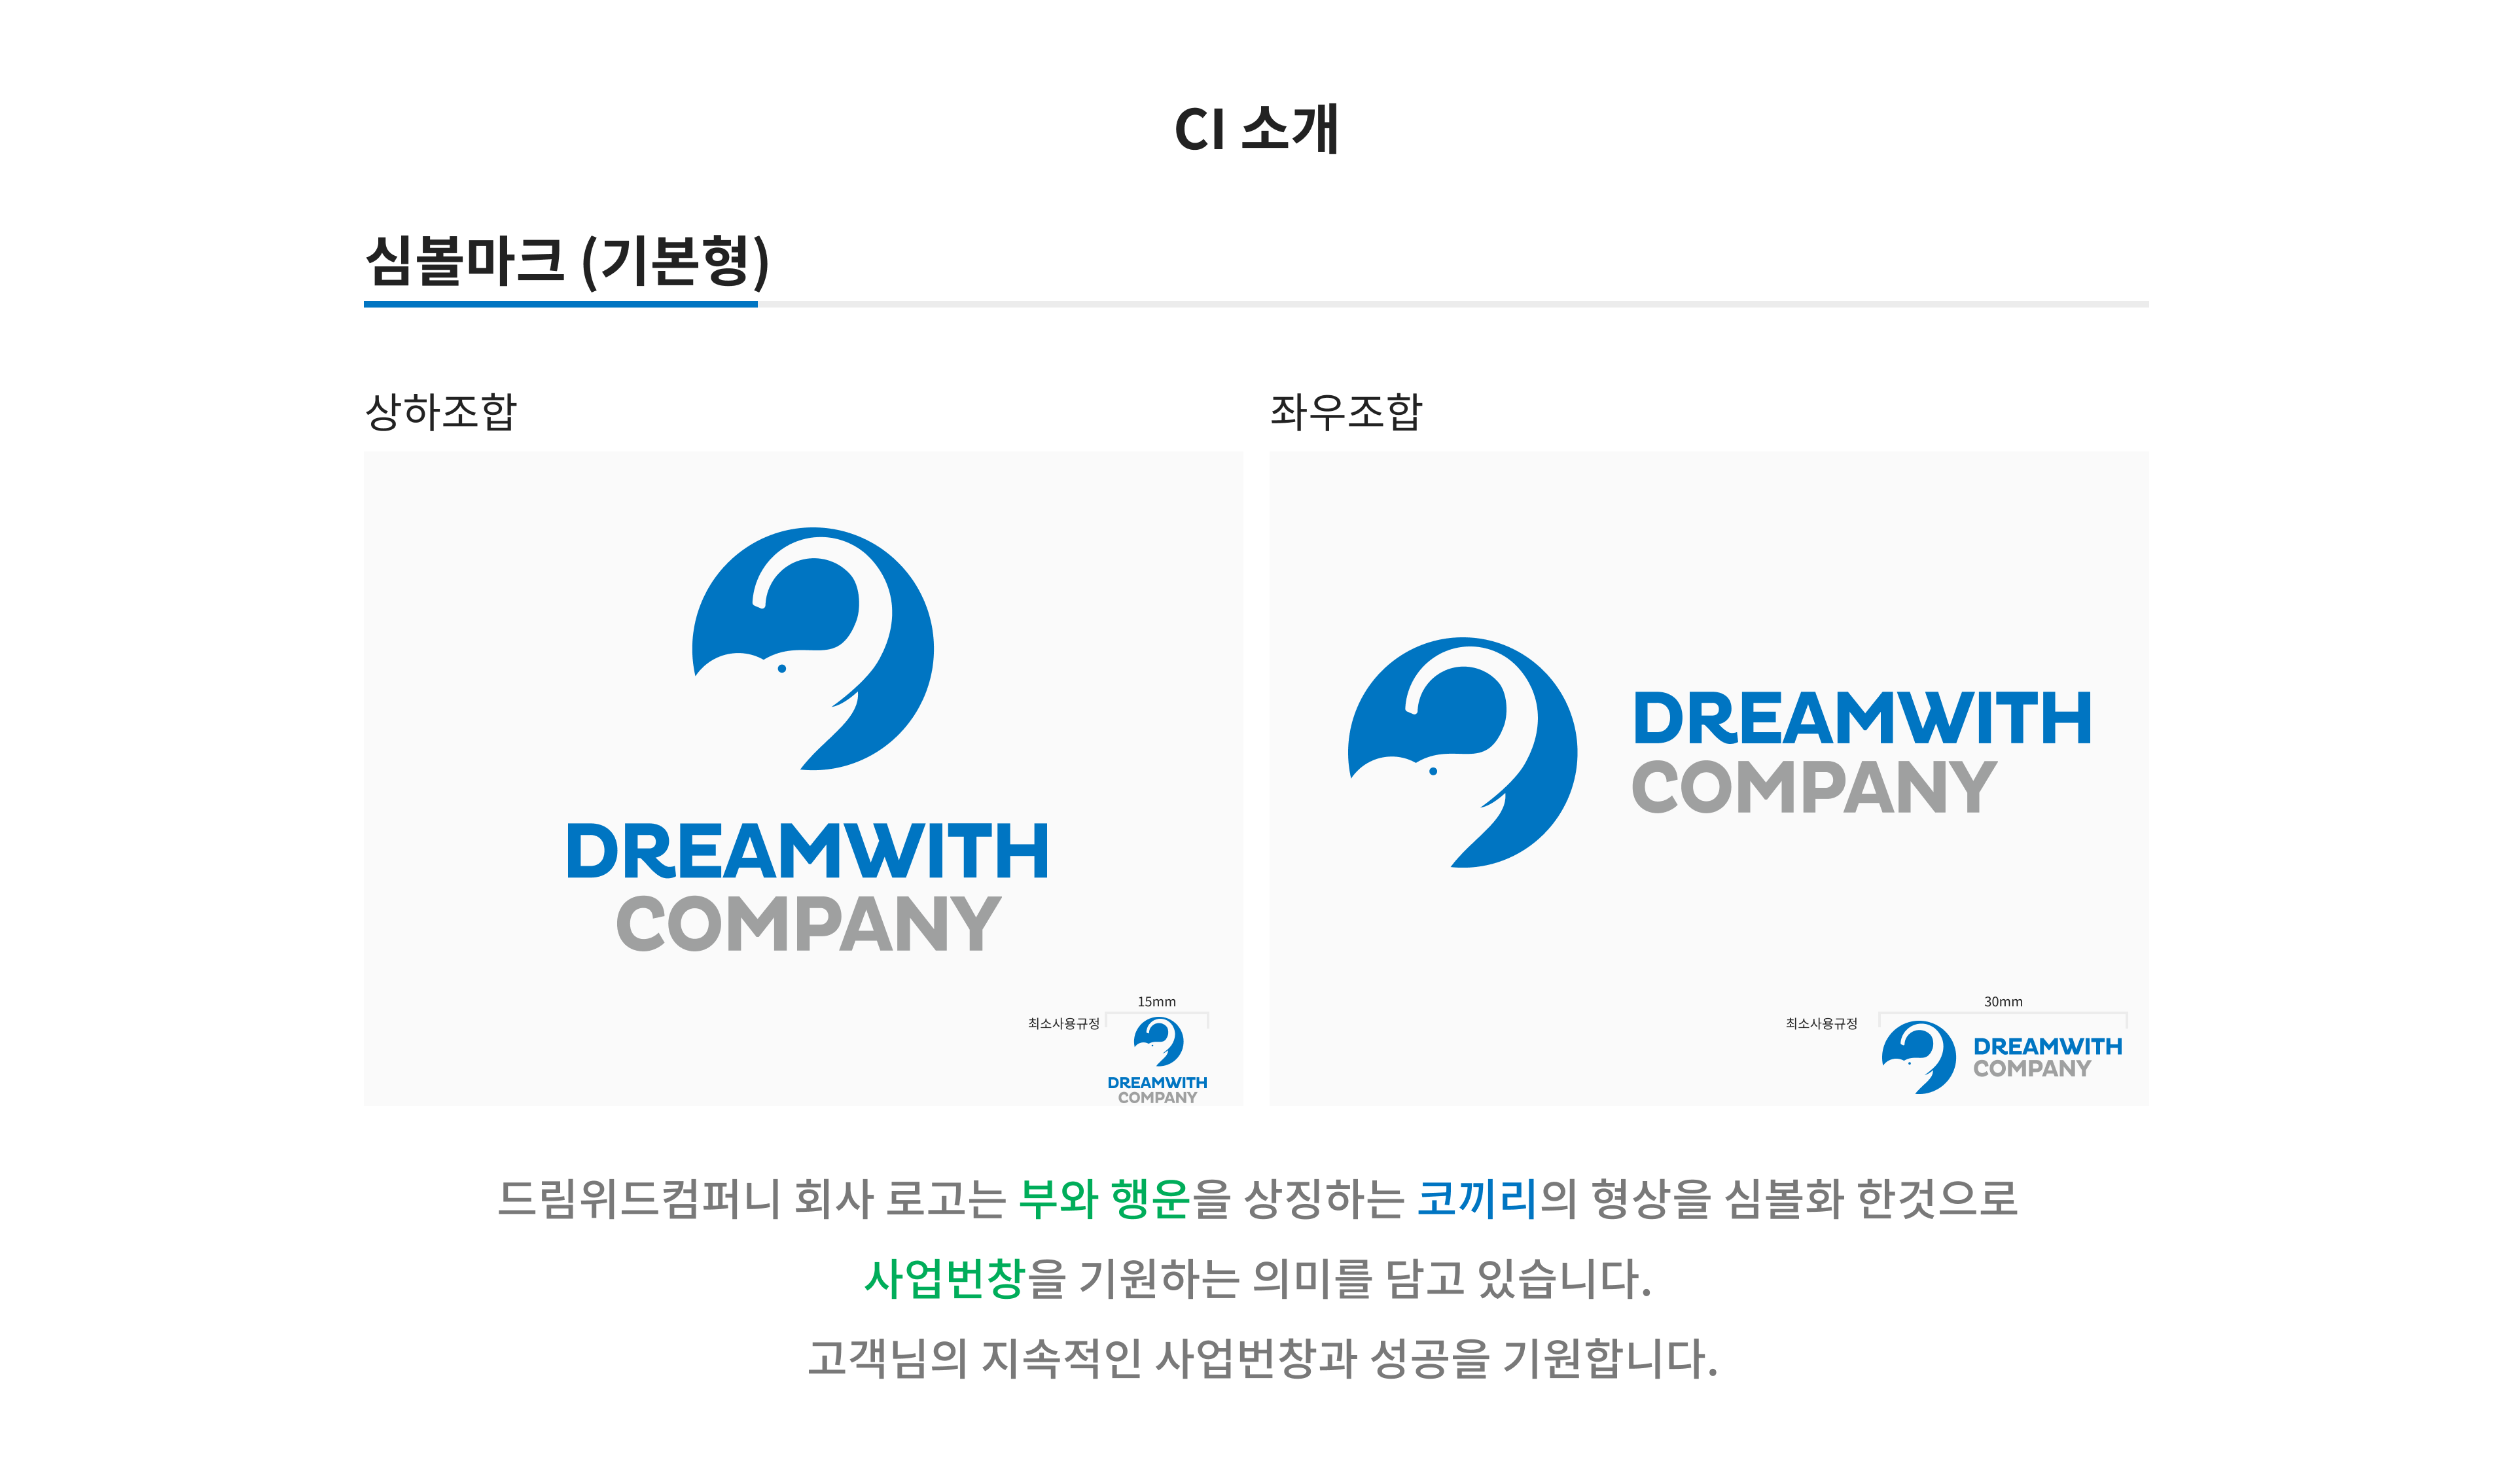 CI 소개
심볼마크 (기본형)
상하조합
DREAMWITH
COMPANY
15mm
최소사용규정
DREAMWITH
COMPANY
좌우조합
DREAMWITH
COMPANY
30mm
최소사용규정
DREAMWITH
COMPANY
드림위드컴퍼니 회사 로고는 부와 행운을 상징하는 코끼리의 형상을 심볼화 한것으로
사업번창을 기원하는 의미를 담고 있습니다.
고객님의 지속적인 사업번창과 성공을 기원합니다.